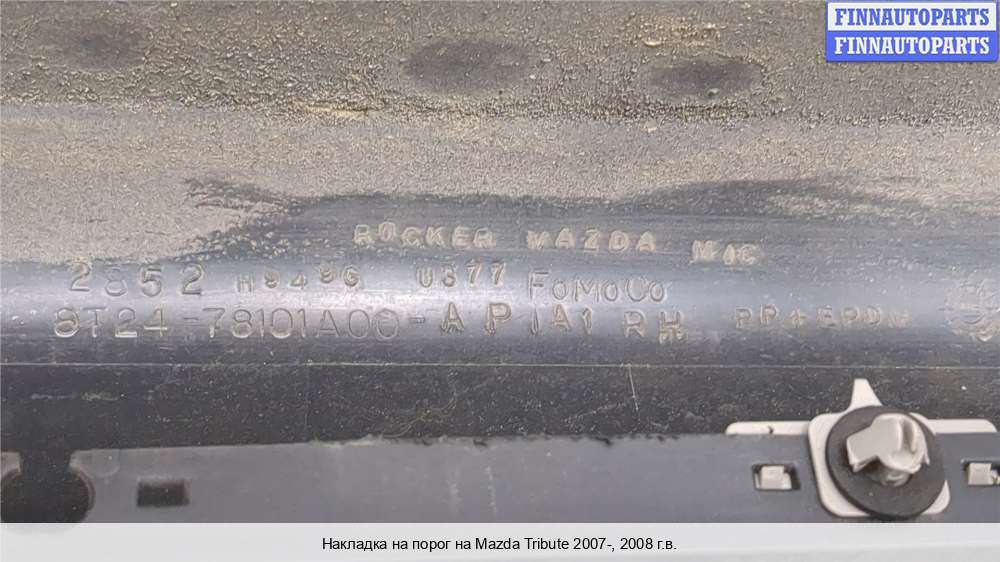 FINNAUTOPARTS
FINNAUTOPARTS
ROCKER MAZDA MIC
2852 H949G U377 FoMoCo
8T24-78101A00-APIA1 RH PP+EPDM
Накладка на порог на Mazda Tribute 2007-, 2008 г.в.